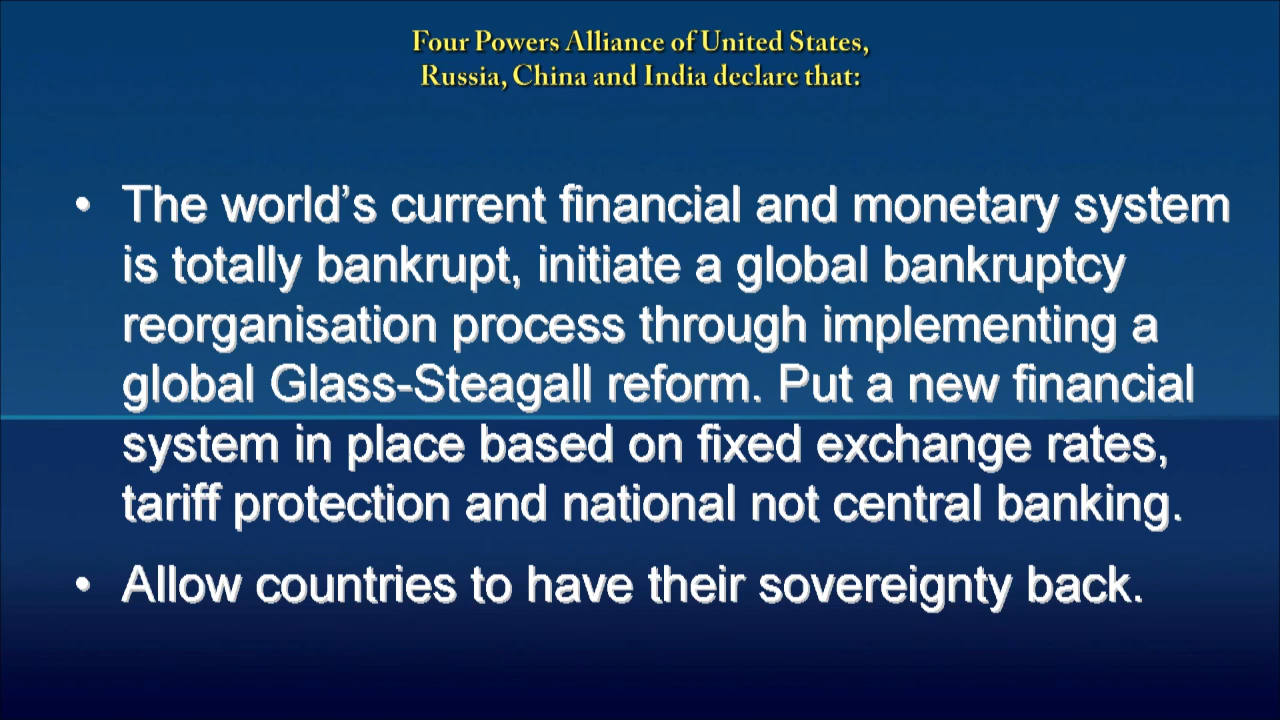 Four Powers Alliance of United States,
Russia, China and India declare that:
• The world's current financial and monetary system
is totally bankrupt, initiate a global bankruptcy
reorganisation process through implementing a
global Glass-Steagall reform. Put a new financial
system in place based on fixed exchange rates,
tariff protection and national not central banking.
• Allow countries to have their sovereignty back.